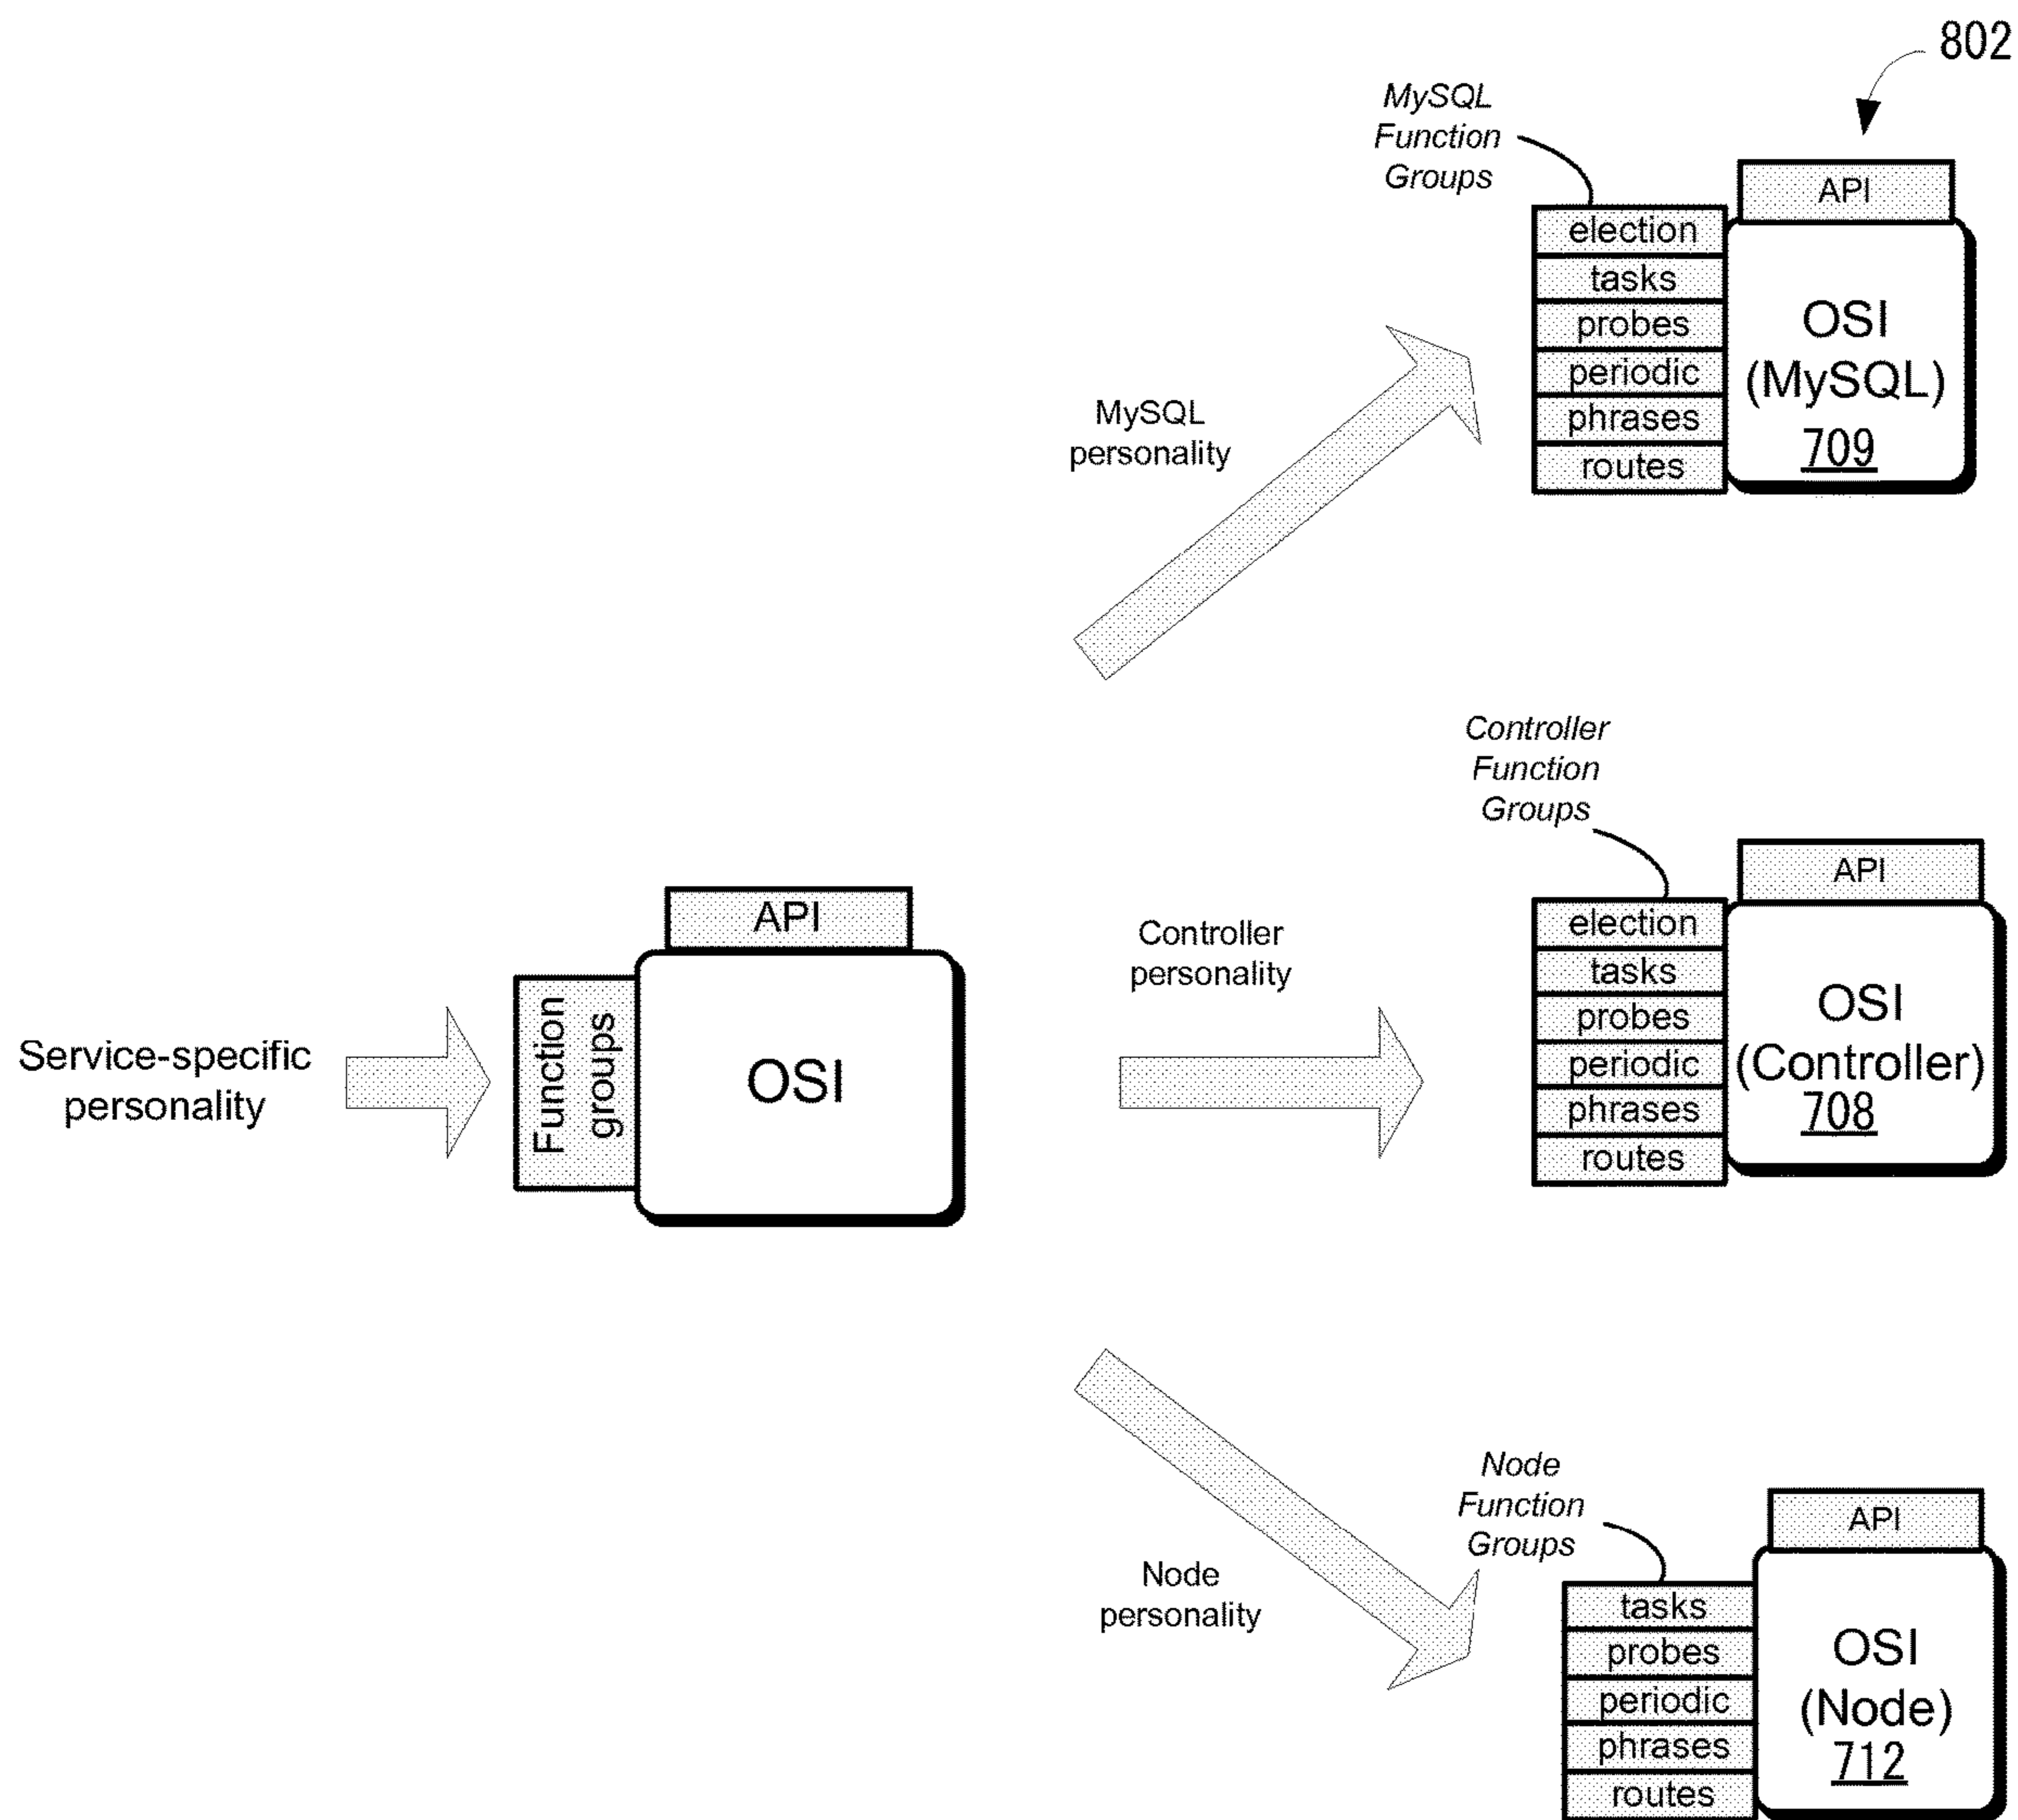 802
MySQL
Function
Groups
API
election
tasks
probes
periodic
phrases
routes
OSI
(MySQL)
709
MySQL
personality
Controller
Function
Groups
API
election
tasks
probes
periodic
phrases
routes
OSI
(Controller)
708
Controller
personality
API
Function
groups
OSI
Service-specific
personality
Node
Function
Groups
API
tasks
probes
periodic
phrases
routes
OSI
(Node)
712
Node
personality